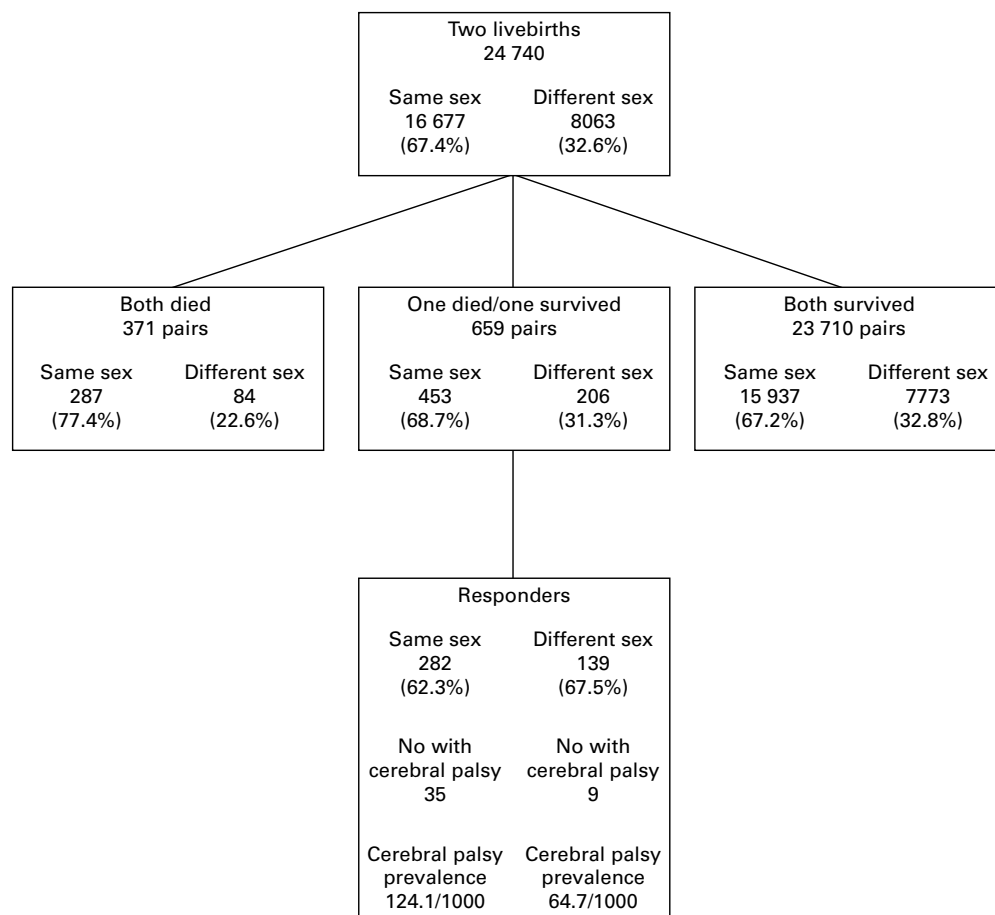 Two livebirths
24 740
Same sex Different sex
16 677 8063
(67.4%) (32.6%)
Both died
371 pairs
Same sex Different sex
287 84
(77.4%) (22.6%)
One died/one survived
659 pairs
Same sex Different sex
453 206
(68.7%) (31.3%)
Both survived
23 710 pairs
Same sex Different sex
15 937 7773
(67.2%) (32.8%)
Responders
Same sex Different sex
282 139
(62.3%) (67.5%)
No with No with
cerebral palsy cerebral palsy
35 9
Cerebral palsy Cerebral palsy
prevalence prevalence
124.1/1000 64.7/1000